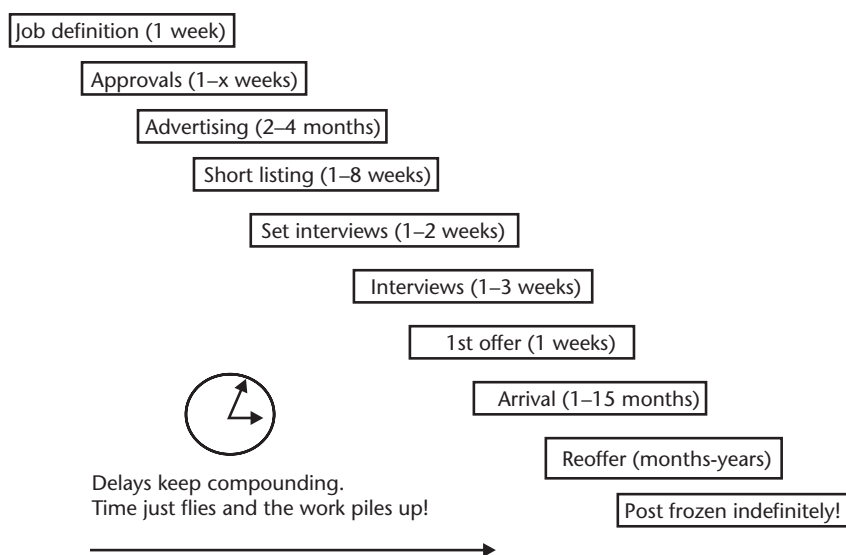 Job definition (1 week)
Approvals (1–x weeks)
Advertising (2–4 months)
Short listing (1–8 weeks)
Set interviews (1–2 weeks)
Interviews (1–3 weeks)
1st offer (1 weeks)
Arrival (1–15 months)
Reoffer (months-years)
Post frozen indefinitely!
Delays keep compounding.
Time just flies and the work piles up!